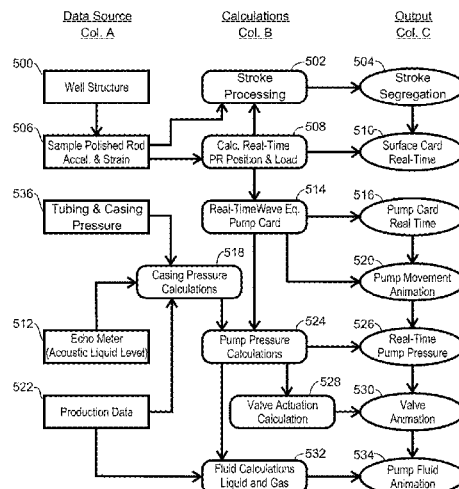 Data Source
Col. A
Calculations
Col. B
Output
Col. C
500
Well Structure
502
Stroke
Processing
504
Stroke
Segregation
506
Sample Polished Rod
Accel. & Strain
508
Calc. Real-Time
PR Position & Load
510
Surface Card
Real-Time
536
Tubing & Casing
Pressure
514
Real-TimeWave Eq.
Pump Card
516
Pump Card
Real Time
518
Casing Pressure
Calculations
520
Pump Movement
Animation
512
Echo Meter
(Acoustic Liquid Level)
524
Pump Pressure
Calculations
526
Real-Time
Pump Pressure
522
Production Data
528
Valve Actuation
Calculation
530
Valve
Animation
532
Fluid Calculations
Liquid and Gas
534
Pump Fluid
Animation